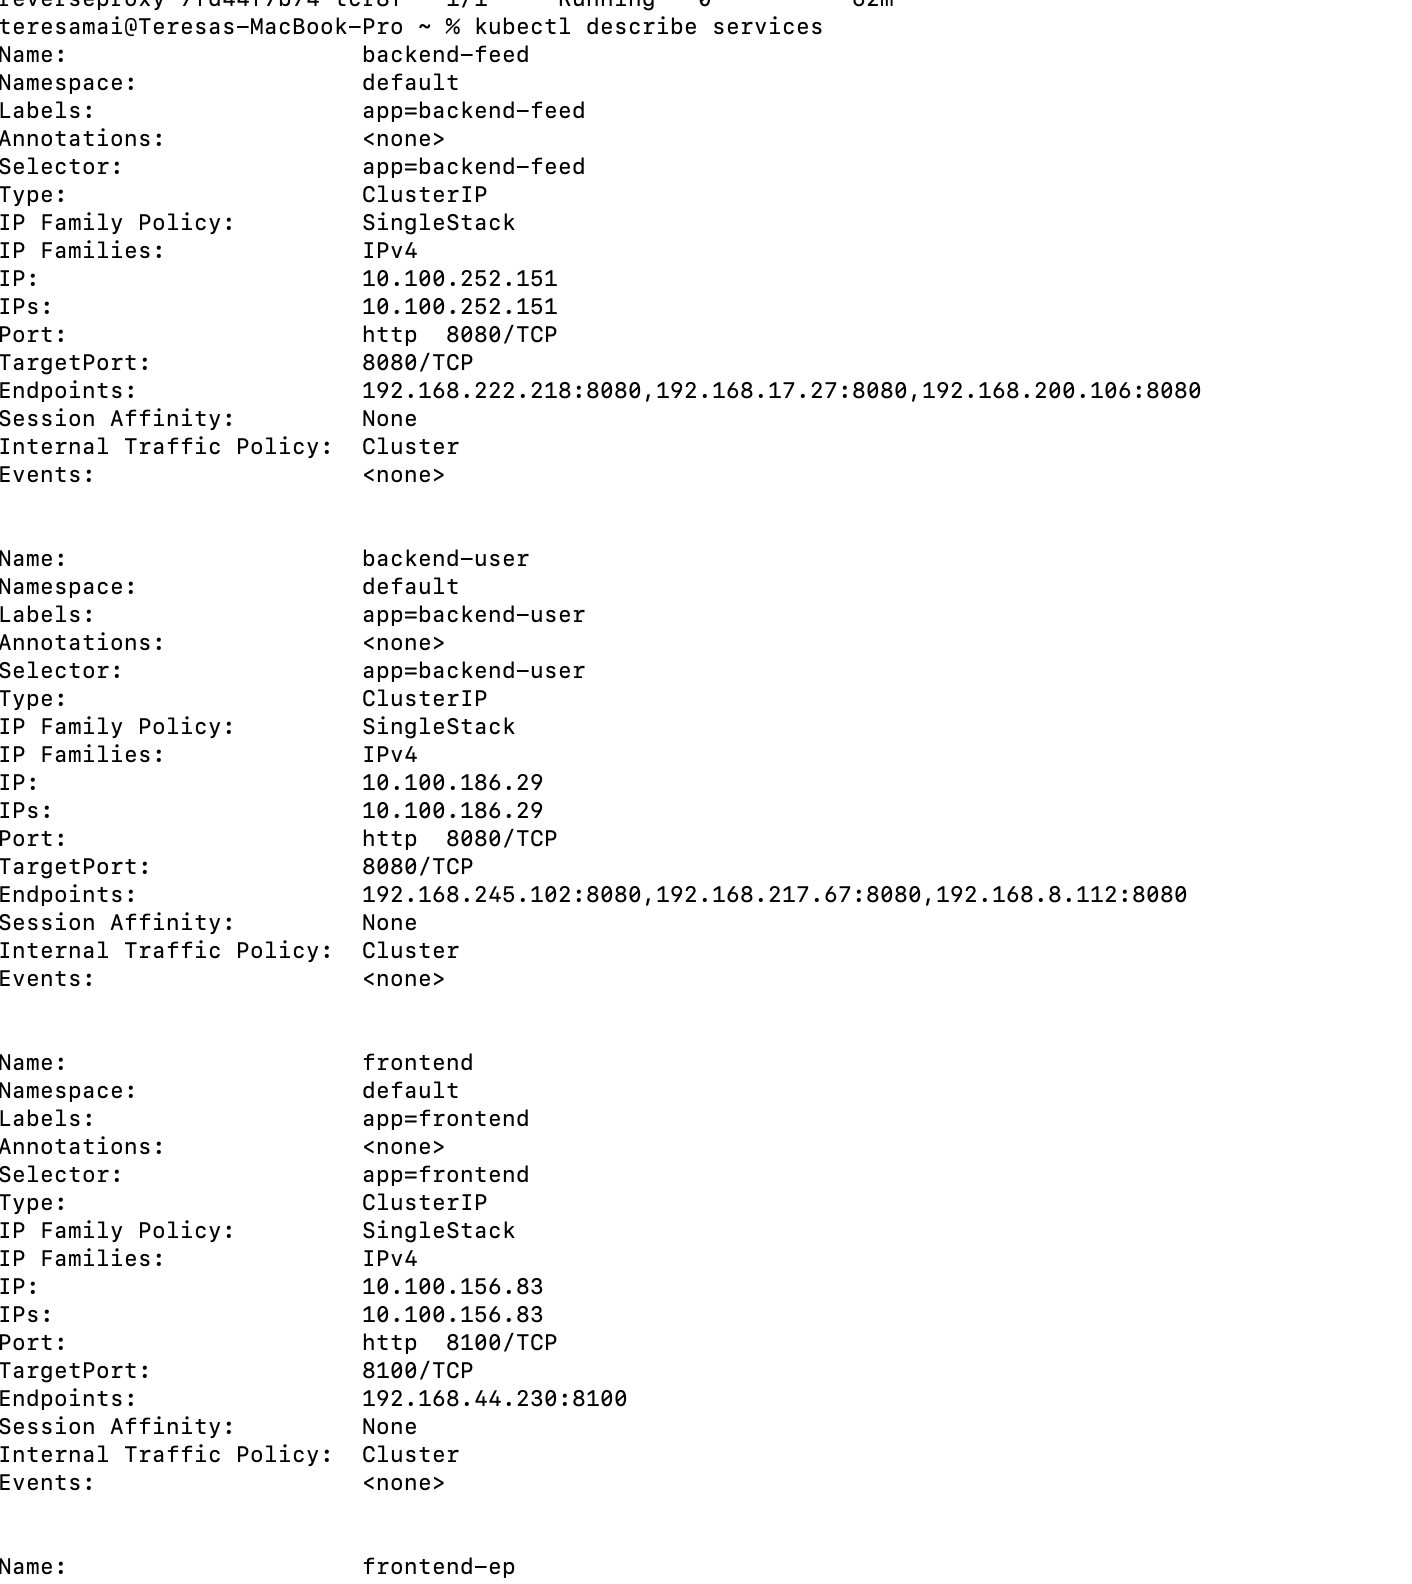 reverseproxy-7fd44f7b74-tcr8f   1/1     Running   0          62m
teresamai@Teresas-MacBook-Pro ~ % kubectl describe services
Name:                     backend-feed
Namespace:                default
Labels:                   app=backend-feed
Annotations:              <none>
Selector:                 app=backend-feed
Type:                     ClusterIP
IP Family Policy:         SingleStack
IP Families:              IPv4
IP:                       10.100.252.151
IPs:                      10.100.252.151
Port:                     http  8080/TCP
TargetPort:               8080/TCP
Endpoints:                192.168.222.218:8080,192.168.17.27:8080,192.168.200.106:8080
Session Affinity:         None
Internal Traffic Policy:  Cluster
Events:                   <none>
Name:                     backend-user
Namespace:                default
Labels:                   app=backend-user
Annotations:              <none>
Selector:                 app=backend-user
Type:                     ClusterIP
IP Family Policy:         SingleStack
IP Families:              IPv4
IP:                       10.100.186.29
IPs:                      10.100.186.29
Port:                     http  8080/TCP
TargetPort:               8080/TCP
Endpoints:                192.168.245.102:8080,192.168.217.67:8080,192.168.8.112:8080
Session Affinity:         None
Internal Traffic Policy:  Cluster
Events:                   <none>
Name:                     frontend
Namespace:                default
Labels:                   app=frontend
Annotations:              <none>
Selector:                 app=frontend
Type:                     ClusterIP
IP Family Policy:         SingleStack
IP Families:              IPv4
IP:                       10.100.156.83
IPs:                      10.100.156.83
Port:                     http  8100/TCP
TargetPort:               8100/TCP
Endpoints:                192.168.44.230:8100
Session Affinity:         None
Internal Traffic Policy:  Cluster
Events:                   <none>
Name:                     frontend-ep